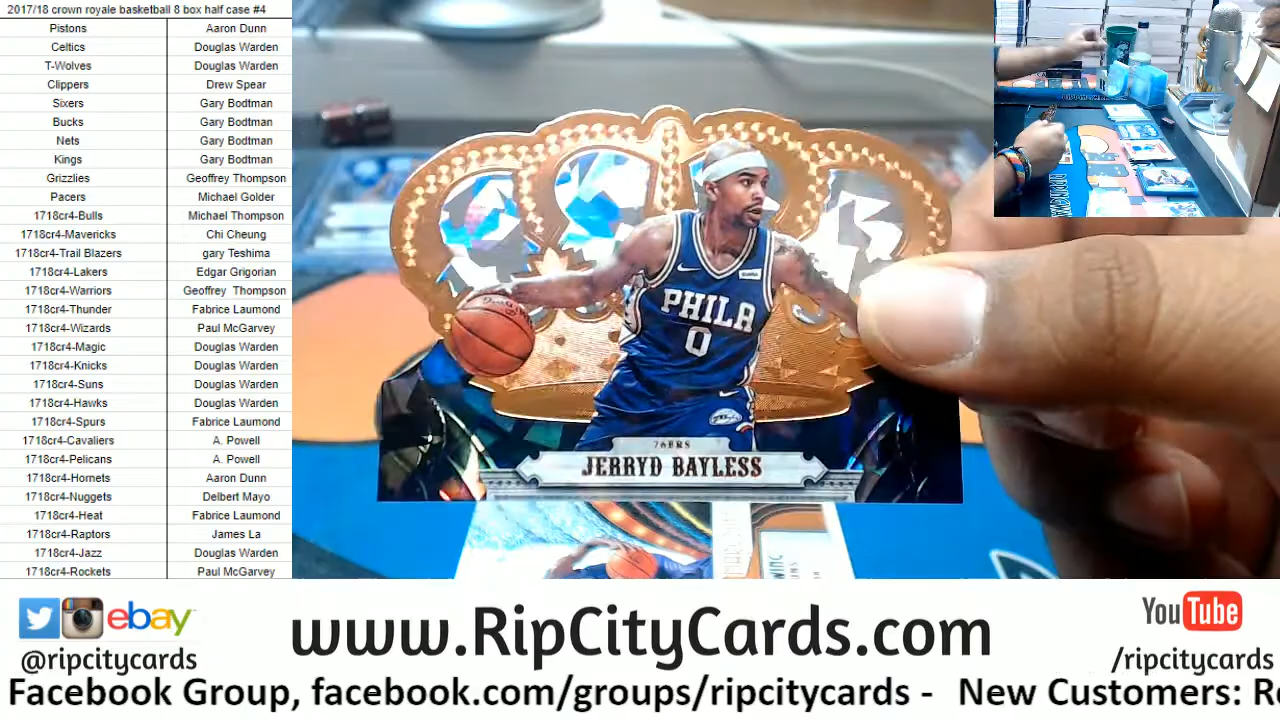 2017/18 crown royale basketball 8 box half case #4
Pistons Aaron Dunn
Celtics Douglas Warden
T-Wolves Douglas Warden
Clippers Drew Spear
Sixers Gary Bodtman
Bucks Gary Bodtman
Nets Gary Bodtman
Kings Gary Bodtman
Grizzlies Geoffrey Thompson
Pacers Michael Golder
1718cr4-Bulls Michael Thompson
1718cr4-Mavericks Chi Cheung
1718cr4-Trail Blazers gary Teshima
1718cr4-Lakers Edgar Grigorian
1718cr4-Warriors Geoffrey Thompson
1718cr4-Thunder Fabrice Laumond
1718cr4-Wizards Paul McGarvey
1718cr4-Magic Douglas Warden
1718cr4-Knicks Douglas Warden
1718cr4-Suns Douglas Warden
1718cr4-Hawks Douglas Warden
1718cr4-Spurs Fabrice Laumond
1718cr4-Cavaliers A. Powell
1718cr4-Pelicans A. Powell
1718cr4-Hornets Aaron Dunn
1718cr4-Nuggets Delbert Mayo
1718cr4-Heat Fabrice Laumond
1718cr4-Raptors James La
1718cr4-Jazz Douglas Warden
1718cr4-Rockets Paul McGarvey
PHILA
0
76ERS
JERRYD BAYLESS
ebay
@ripcitycards
www.RipCityCards.com
YouTube
/ripcitycards
Facebook Group, facebook.com/groups/ripcitycards - New Customers: Re